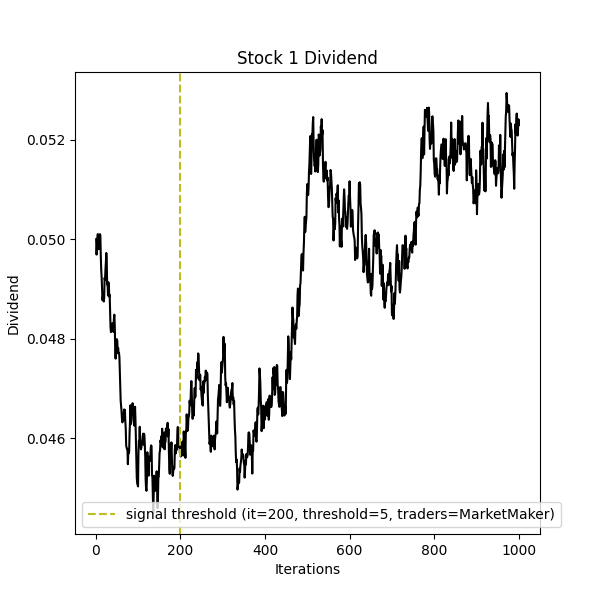 Stock 1 Dividend
Dividend
0.052
0.050
0.048
0.046
signal threshold (it=200, threshold=5, traders=MarketMaker)
0 200 400 600 800 1000
Iterations